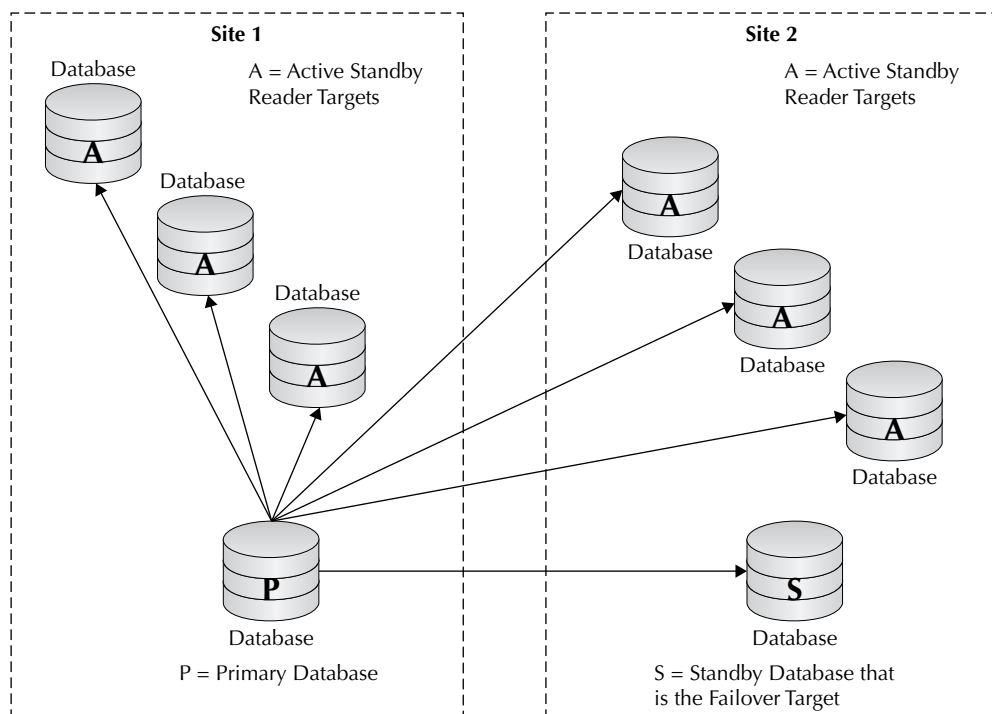 Site 1
A = Active Standby
Reader Targets
Database
A
Database
A
Database
A
P
Database
P = Primary Database
Site 2
A = Active Standby
Reader Targets
A
Database
A
Database
A
Database
S
Database
S = Standby Database that
is the Failover Target